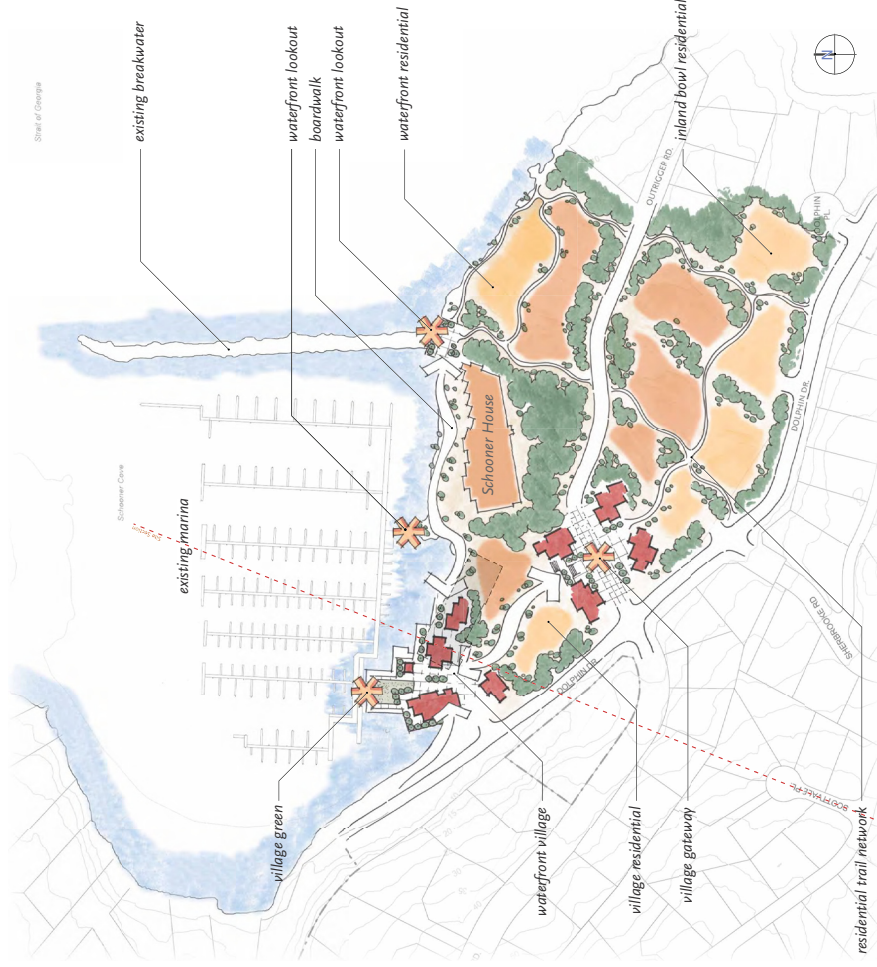 Strait of Georgia
existing breakwater
waterfront lookout
boardwalk
waterfront lookout
waterfront residential
inland bowl residential
N
OUTRIGGER RD.
DOLPHIN
PL.
DOLPHIN DR.
Schooner House
Schooner Cove
existing marina
SHERBROOKE RD
DOLPHIN DR.
village green
waterfront village
village residential
village gateway
residential trail network